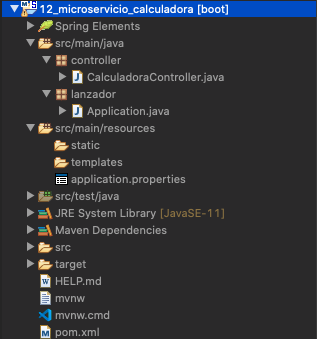 12_microservicio_calculadora [boot]
Spring Elements
src/main/java
controller
CalculadoraController.java
lanzador
Application.java
src/main/resources
static
templates
application.properties
src/test/java
JRE System Library [JavaSE-11]
Maven Dependencies
src
target
HELP.md
mvnw
mvnw.cmd
pom.xml